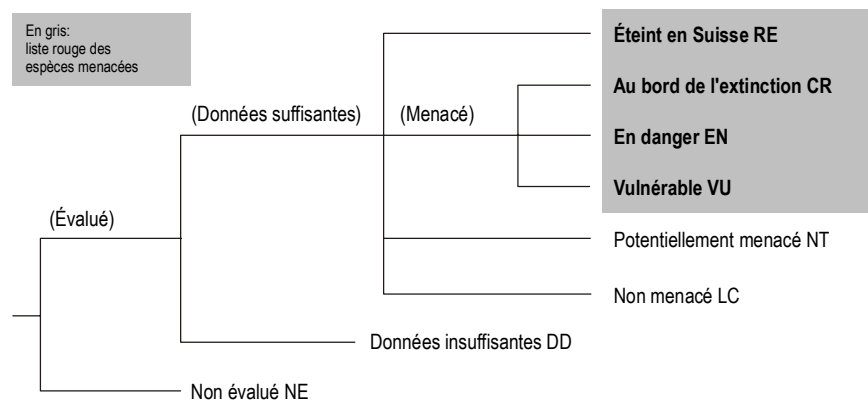 En gris:
liste rouge des
espèces menacées
Éteint en Suisse RE
Au bord de l'extinction CR
(Données suffisantes)
(Menacé)
En danger EN
Vulnérable VU
(Évalué)
Potentiellement menacé NT
Non menacé LC
Données insuffisantes DD
Non évalué NE